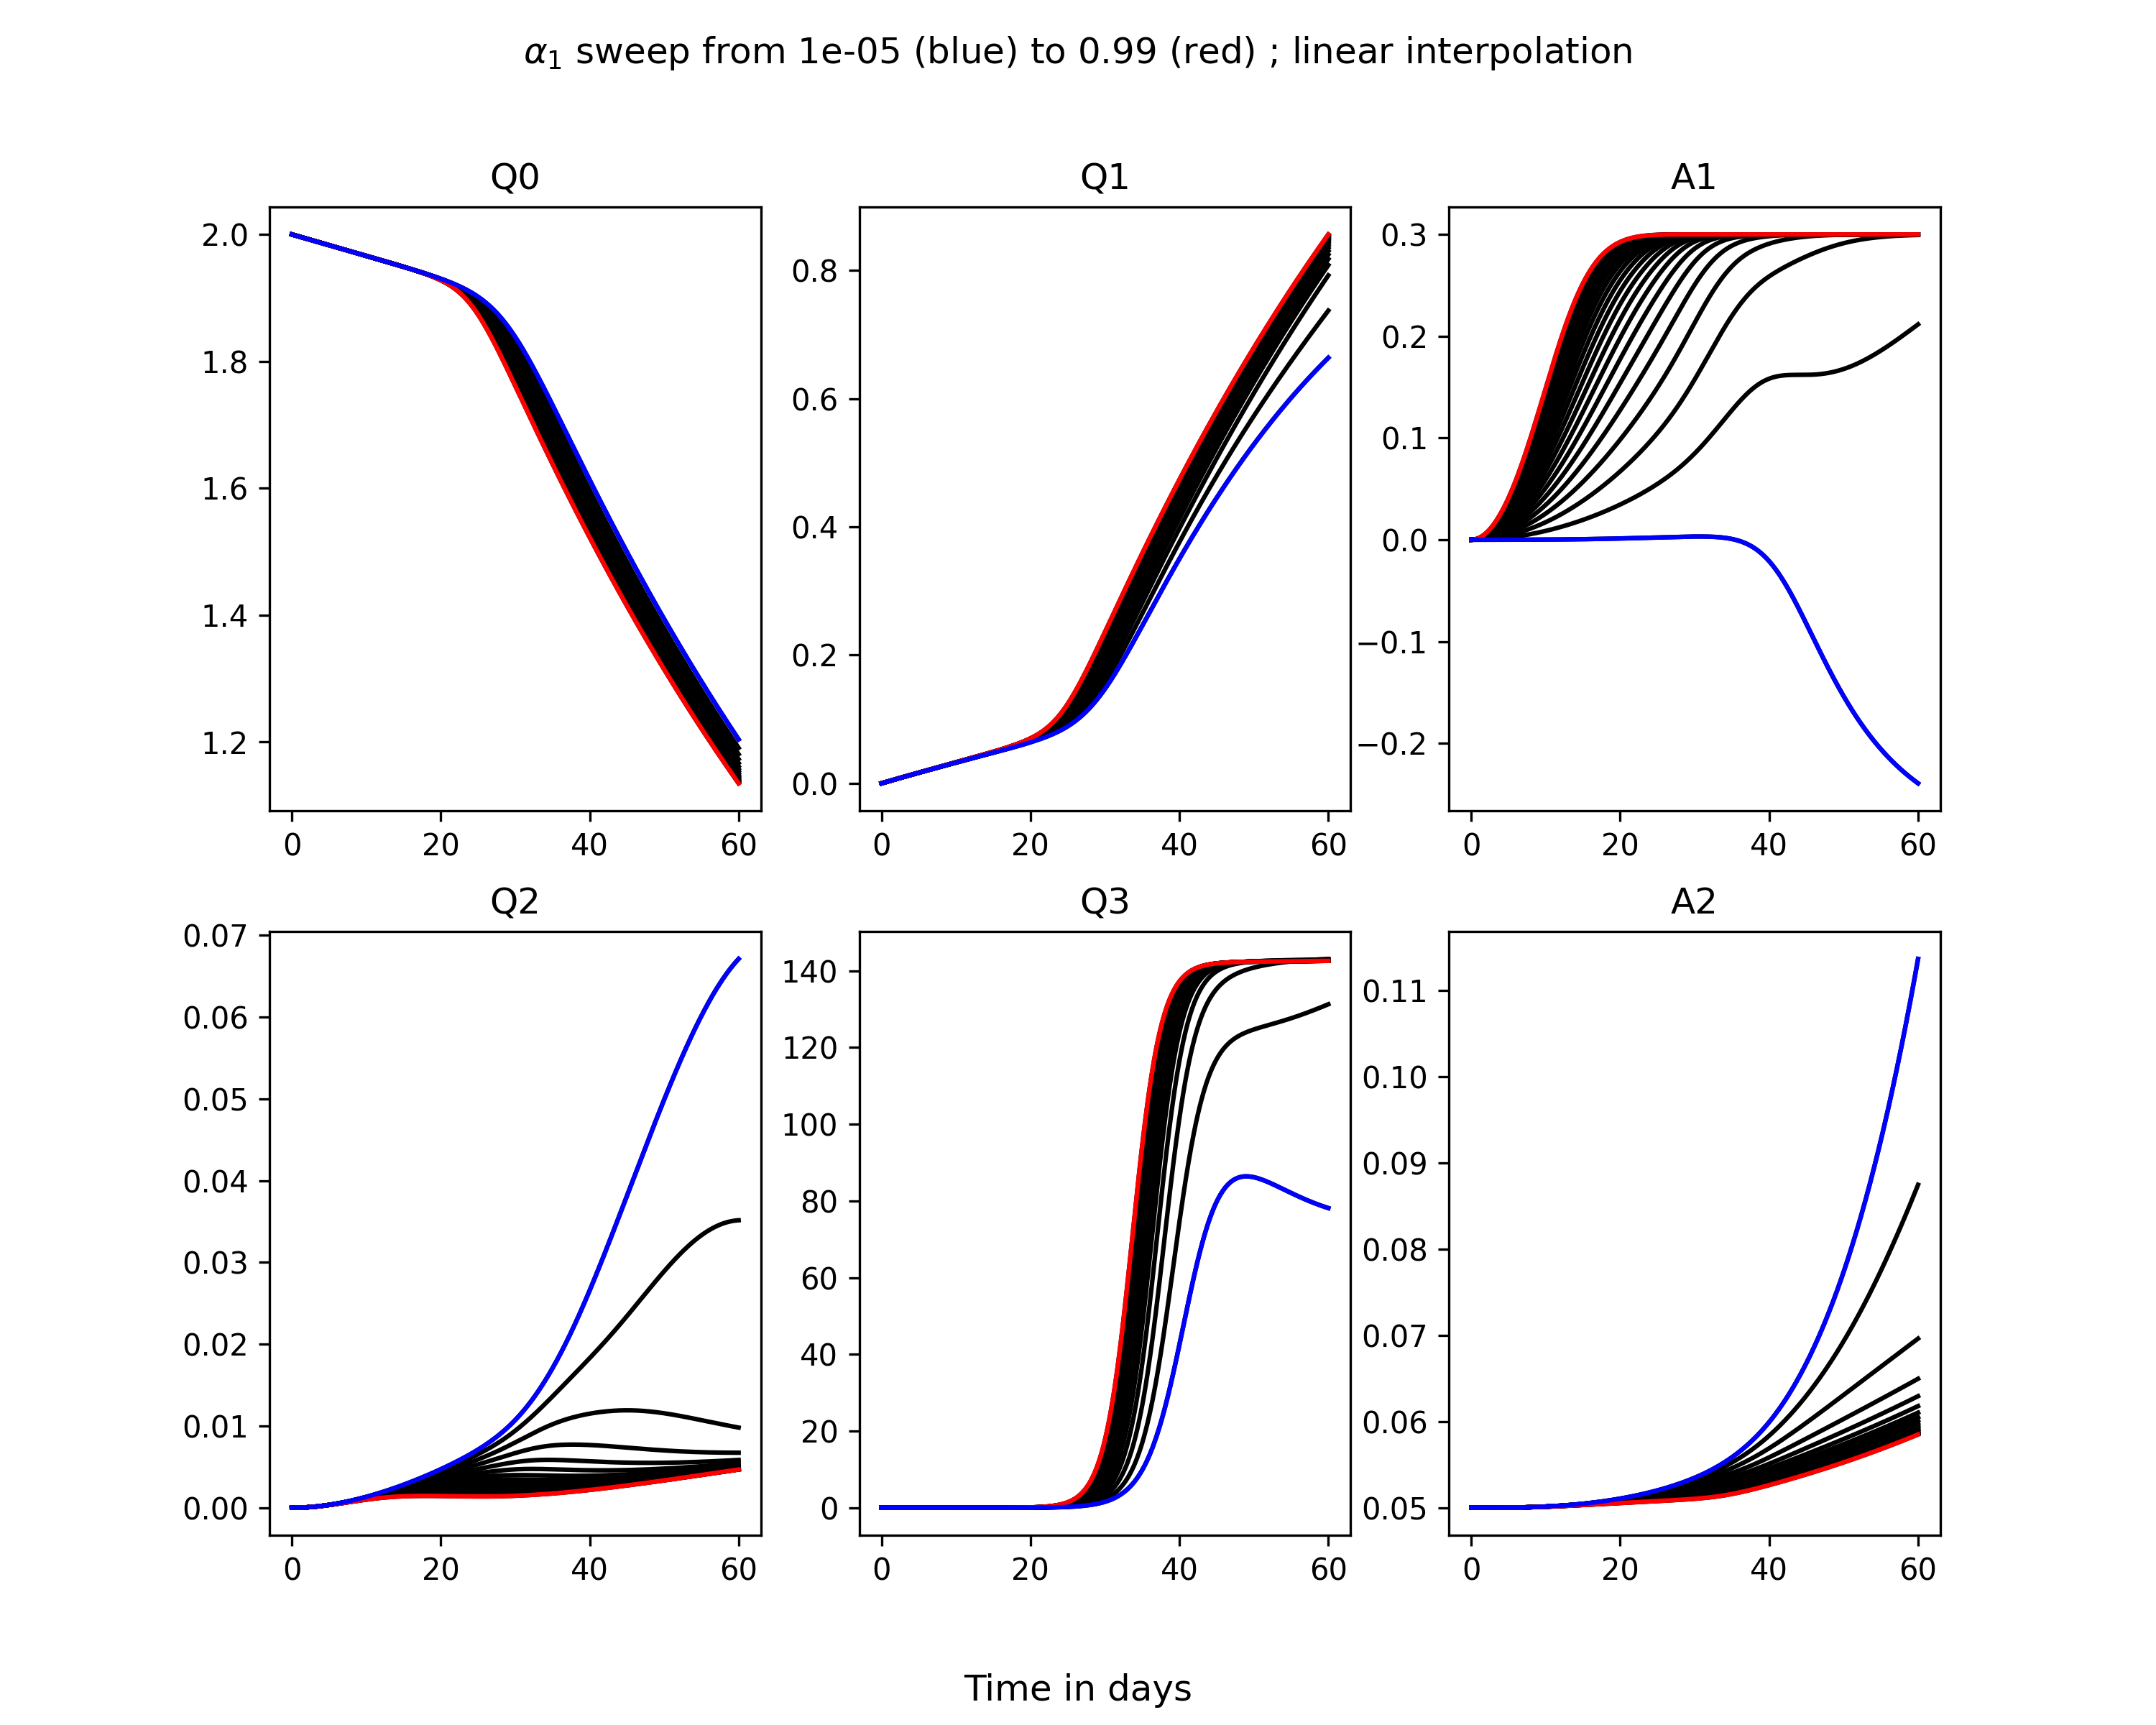 α₁ sweep from 1e-05 (blue) to 0.99 (red) ; linear interpolation
Q0
Q1
A1
2.0
1.8
1.6
1.4
1.2
0 20 40 60
0.8
0.6
0.4
0.2
0.0
0 20 40 60
0.3
0.2
0.1
0.0
−0.1
−0.2
0 20 40 60
Q2
Q3
A2
0.07
0.06
0.05
0.04
0.03
0.02
0.01
0.00
0 20 40 60
140
120
100
80
60
40
20
0
0 20 40 60
0.11
0.10
0.09
0.08
0.07
0.06
0.05
0 20 40 60
Time in days